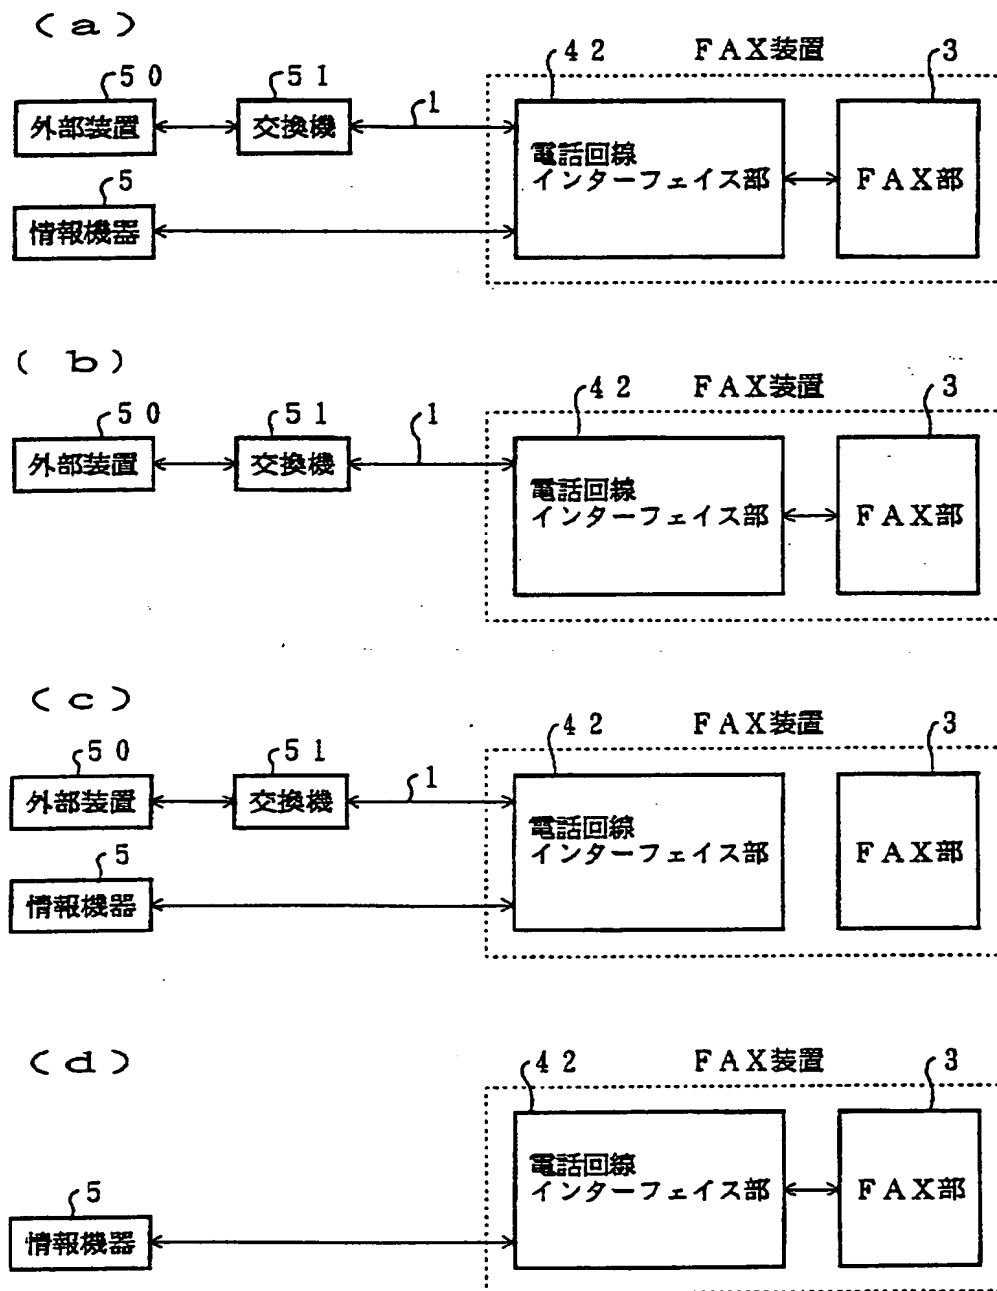 (a)
42 FAX装置 3
50 51 1
外部装置 交換機
電話回線
インターフェイス部 FAX部
5
情報機器
(b)
42 FAX装置 3
50 51 1
外部装置 交換機
電話回線
インターフェイス部 FAX部
(c)
42 FAX装置 3
50 51 1
外部装置 交換機
電話回線
インターフェイス部 FAX部
5
情報機器
(d)
42 FAX装置 3
電話回線
インターフェイス部 FAX部
5
情報機器